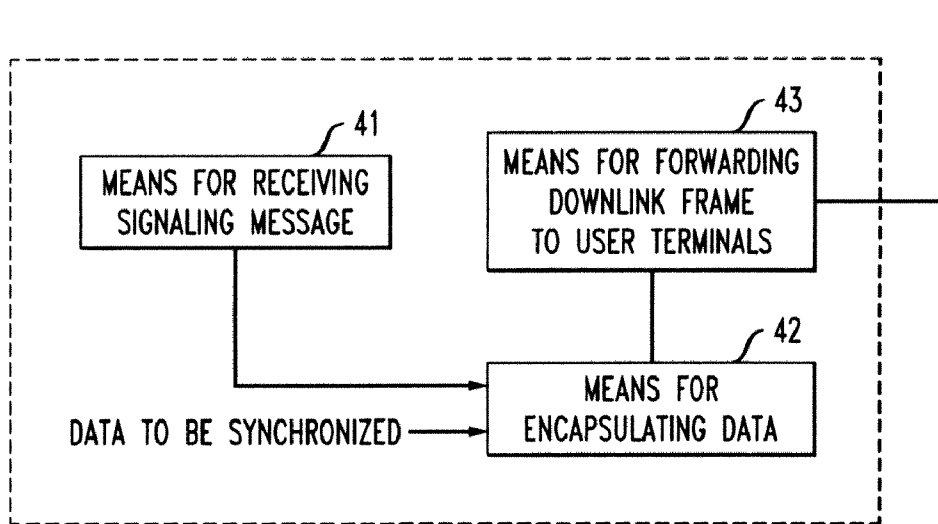 41
MEANS FOR RECEIVING
SIGNALING MESSAGE
43
MEANS FOR FORWARDING
DOWNLINK FRAME
TO USER TERMINALS
42
MEANS FOR
ENCAPSULATING DATA
DATA TO BE SYNCHRONIZED